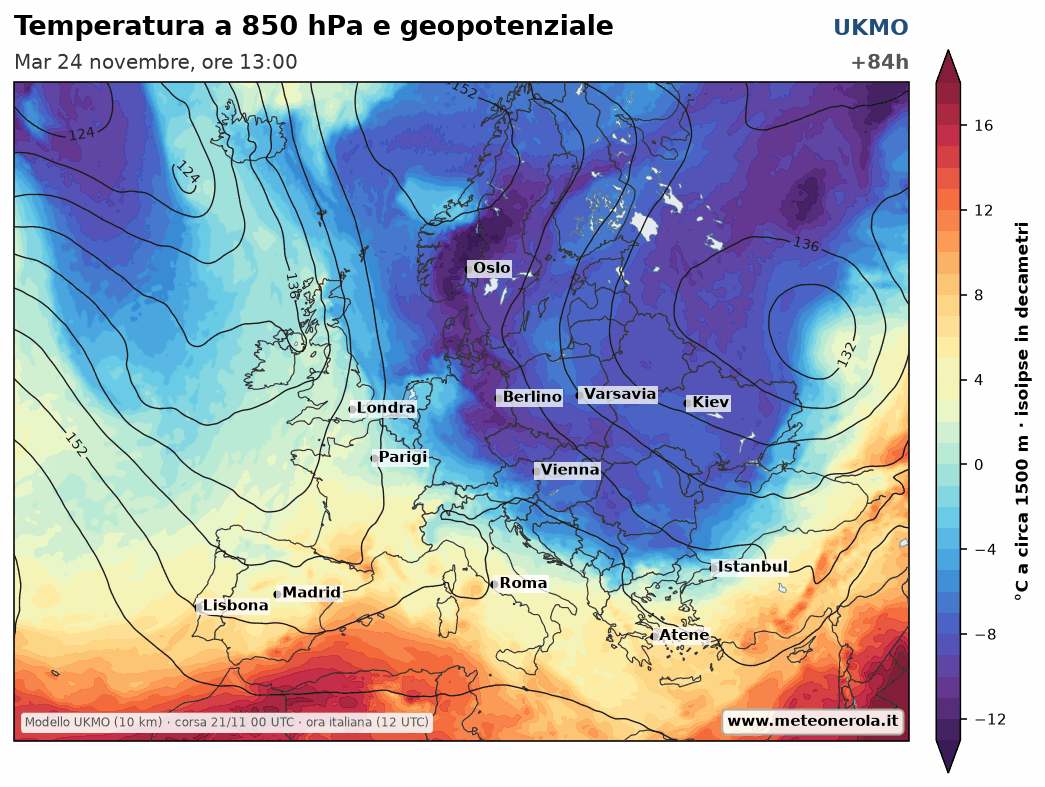 Temperatura a 850 hPa e geopotenziale
UKMO
Mar 24 novembre, ore 13:00
+84h
152
124
124
136
136
132
152
Oslo
Londra
Berlino
Varsavia
Kiev
Parigi
Vienna
Istanbul
Roma
Madrid
Lisbona
Atene
16
12
8
4
0
−4
−8
−12
°C a circa 1500 m · isoipse in decametri
Modello UKMO (10 km) · corsa 21/11 00 UTC · ora italiana (12 UTC)
www.meteonerola.it